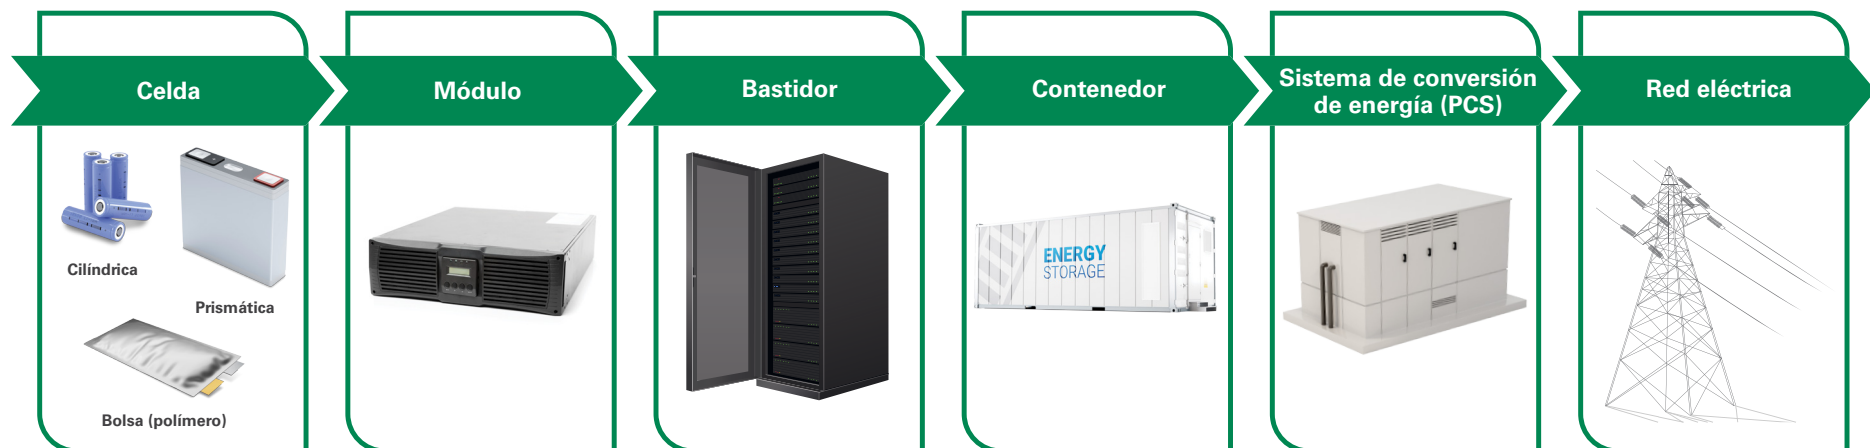 Celda
Módulo
Bastidor
Contenedor
Sistema de conversión
de energía (PCS)
Red eléctrica
Cilíndrica
Prismática
Bolsa (polímero)
ENERGY
STORAGE